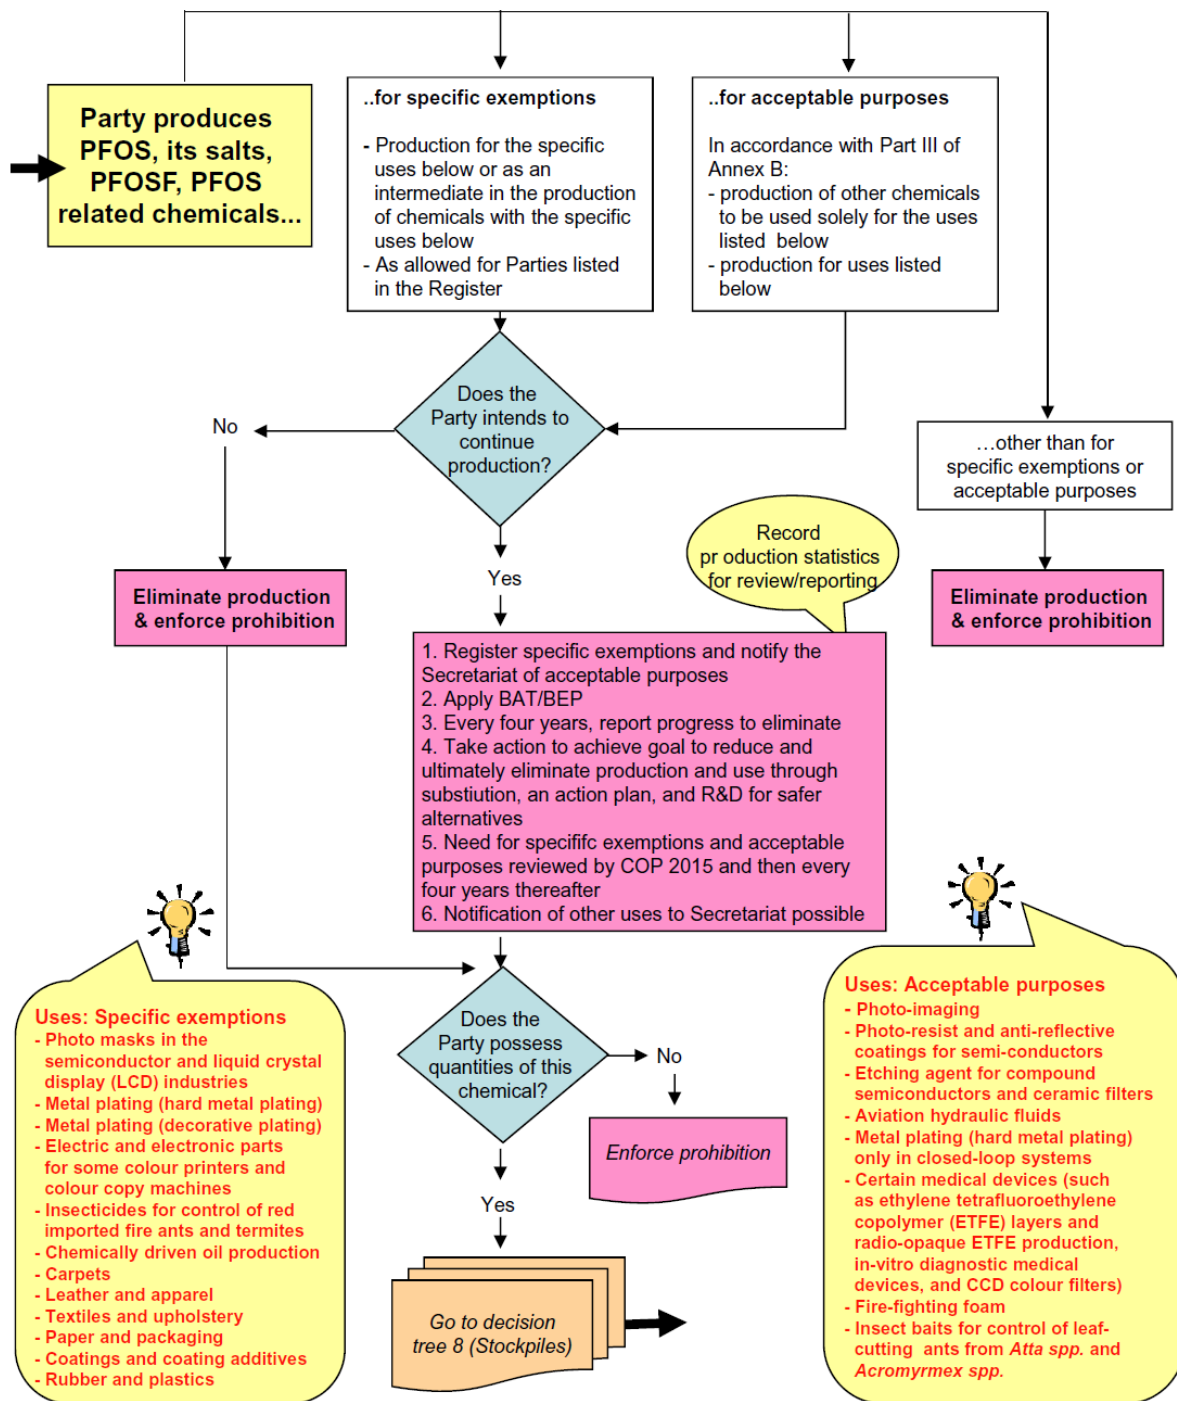 Party produces
PFOS, its salts,
PFOSF, PFOS
related chemicals...
..for specific exemptions
- Production for the specific
uses below or as an
intermediate in the production
of chemicals with the specific
uses below
- As allowed for Parties listed
in the Register
..for acceptable purposes
In accordance with Part III of
Annex B:
- production of other chemicals
to be used solely for the uses
listed below
- production for uses listed
below
Does the
Party intends to
continue
production?
No
...other than for
specific exemptions or
acceptable purposes
Record
pr oduction statistics
for review/reporting
Yes
Eliminate production
& enforce prohibition
Eliminate production
& enforce prohibition
1. Register specific exemptions and notify the
Secretariat of acceptable purposes
2. Apply BAT/BEP
3. Every four years, report progress to eliminate
4. Take action to achieve goal to reduce and
ultimately eliminate production and use through
substiution, an action plan, and R&D for safer
alternatives
5. Need for specififc exemptions and acceptable
purposes reviewed by COP 2015 and then every
four years thereafter
6. Notification of other uses to Secretariat possible
Uses: Specific exemptions
- Photo masks in the
semiconductor and liquid crystal
display (LCD) industries
- Metal plating (hard metal plating)
- Metal plating (decorative plating)
- Electric and electronic parts
for some colour printers and
colour copy machines
- Insecticides for control of red
imported fire ants and termites
- Chemically driven oil production
- Carpets
- Leather and apparel
- Textiles and upholstery
- Paper and packaging
- Coatings and coating additives
- Rubber and plastics
Does the
Party possess
quantities of this
chemical?
No
Enforce prohibition
Yes
Go to decision
tree 8 (Stockpiles)
Uses: Acceptable purposes
- Photo-imaging
- Photo-resist and anti-reflective
coatings for semi-conductors
- Etching agent for compound
semiconductors and ceramic filters
- Aviation hydraulic fluids
- Metal plating (hard metal plating)
only in closed-loop systems
- Certain medical devices (such
as ethylene tetrafluoroethylene
copolymer (ETFE) layers and
radio-opaque ETFE production,
in-vitro diagnostic medical
devices, and CCD colour filters)
- Fire-fighting foam
- Insect baits for control of leaf-
cutting ants from Atta spp. and
Acromyrmex spp.